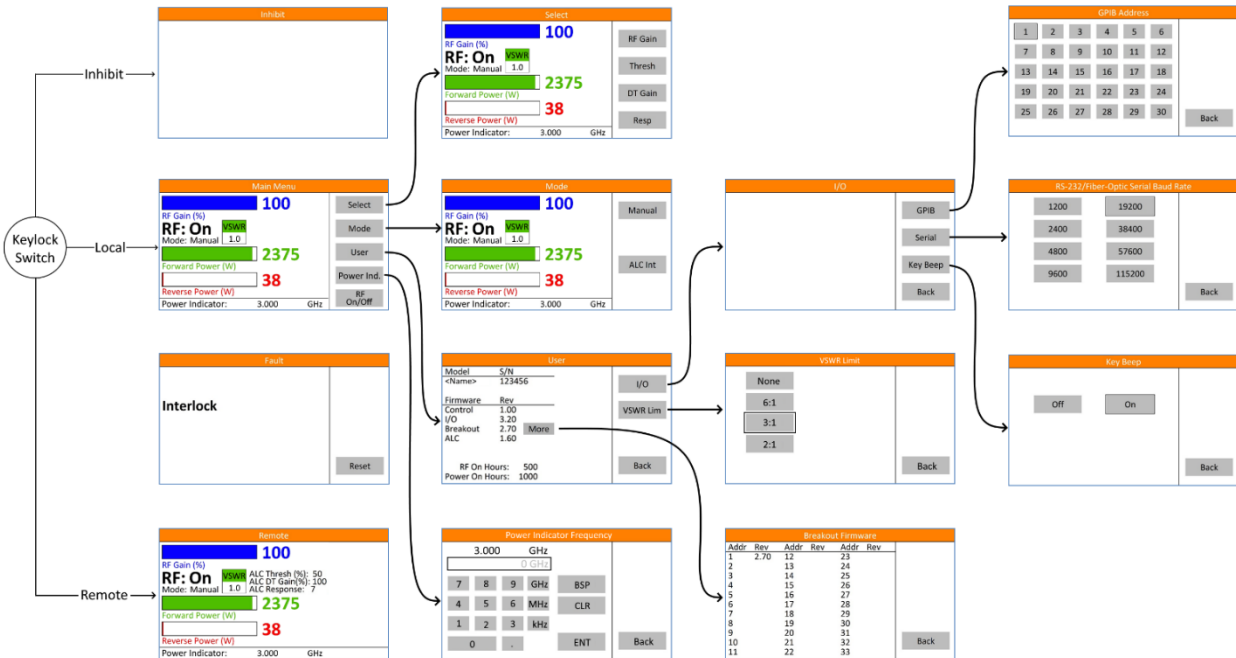 Keylock
Switch
Inhibit
Local
Remote
Inhibit
Select
100
RF Gain (%)
RF: On VSWR
Mode: Manual 1.0
2375
Forward Power (W)
38
Reverse Power (W)
Power Indicator: 3.000 GHz
RF Gain
Thresh
DT Gain
Resp
GPIB Address
1 2 3 4 5 6
7 8 9 10 11 12
13 14 15 16 17 18
19 20 21 22 23 24
25 26 27 28 29 30
Back
Main Menu
100
RF Gain (%)
RF: On VSWR
Mode: Manual 1.0
2375
Forward Power (W)
38
Reverse Power (W)
Power Indicator: 3.000 GHz
Select
Mode
User
Power Ind.
RF
On/Off
Mode
100
RF Gain (%)
RF: On VSWR
Mode: Manual 1.0
2375
Forward Power (W)
38
Reverse Power (W)
Power Indicator: 3.000 GHz
Manual
ALC Int
I/O
GPIB
Serial
Key Beep
Back
RS-232/Fiber-Optic Serial Baud Rate
1200 19200
2400 38400
4800 57600
9600 115200
Back
Fault
Interlock
Reset
User
Model S/N
<Name> 123456
Firmware Rev
Control 1.00
I/O 3.20
Breakout 2.70 More
ALC 1.60
RF On Hours: 500
Power On Hours: 1000
I/O
VSWR Lim
Back
VSWR Limit
None
6:1
3:1
2:1
Back
Key Beep
Off On
Back
Remote
100
RF Gain (%)
RF: On VSWR
Mode: Manual 1.0
ALC Thresh (%): 50
ALC DT Gain(%): 100
ALC Response: 7
2375
Forward Power (W)
38
Reverse Power (W)
Power Indicator: 3.000 GHz
Power Indicator Frequency
3.000 GHz
0 GHz
7 8 9 GHz BSP
4 5 6 MHz CLR
1 2 3 kHz
0 . ENT
Back
Breakout Firmware
Addr Rev Addr Rev Addr Rev
1 2.70 12 23
2 13 24
3 14 25
4 15 26
5 16 27
6 17 28
7 18 29
8 19 30
9 20 31
10 21 32
11 22 33
Back